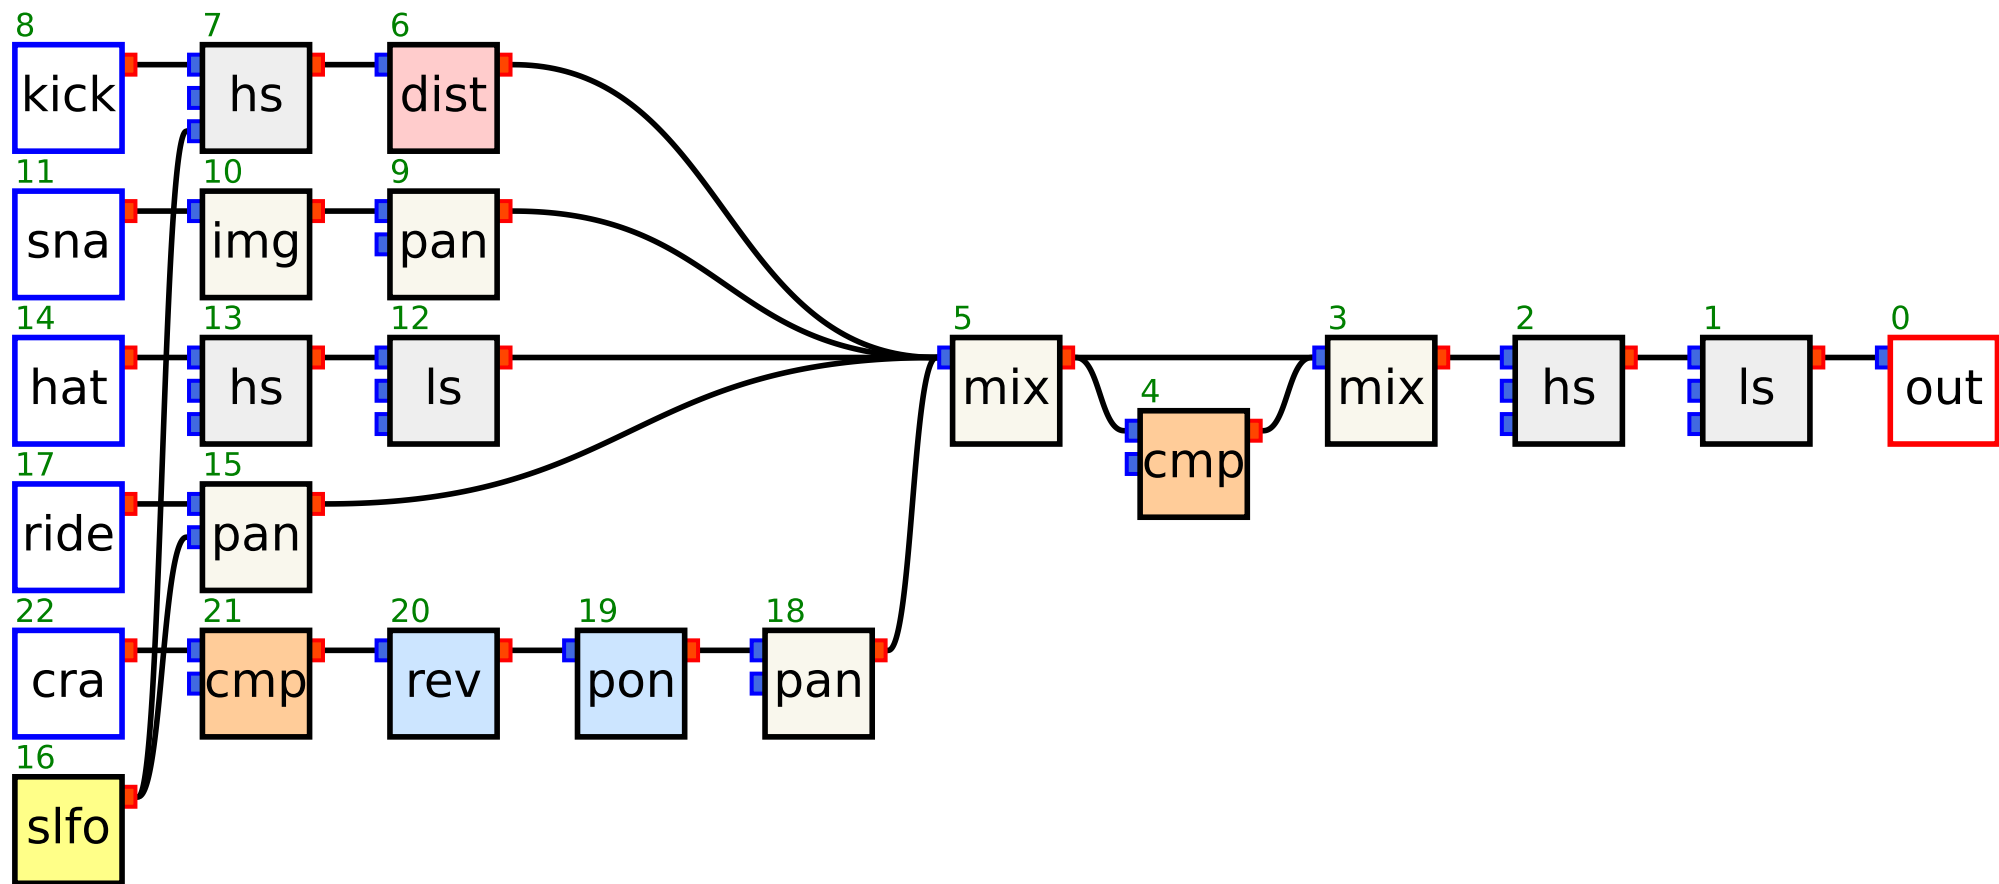 8 7 6
kick hs dist
11 10 9
sna img pan
14 13 12 5 3 2 1 0
hat hs ls mix mix hs ls out
4
cmp
17 15
ride pan
22 21 20 19 18
cra cmp rev pon pan
16
slfo